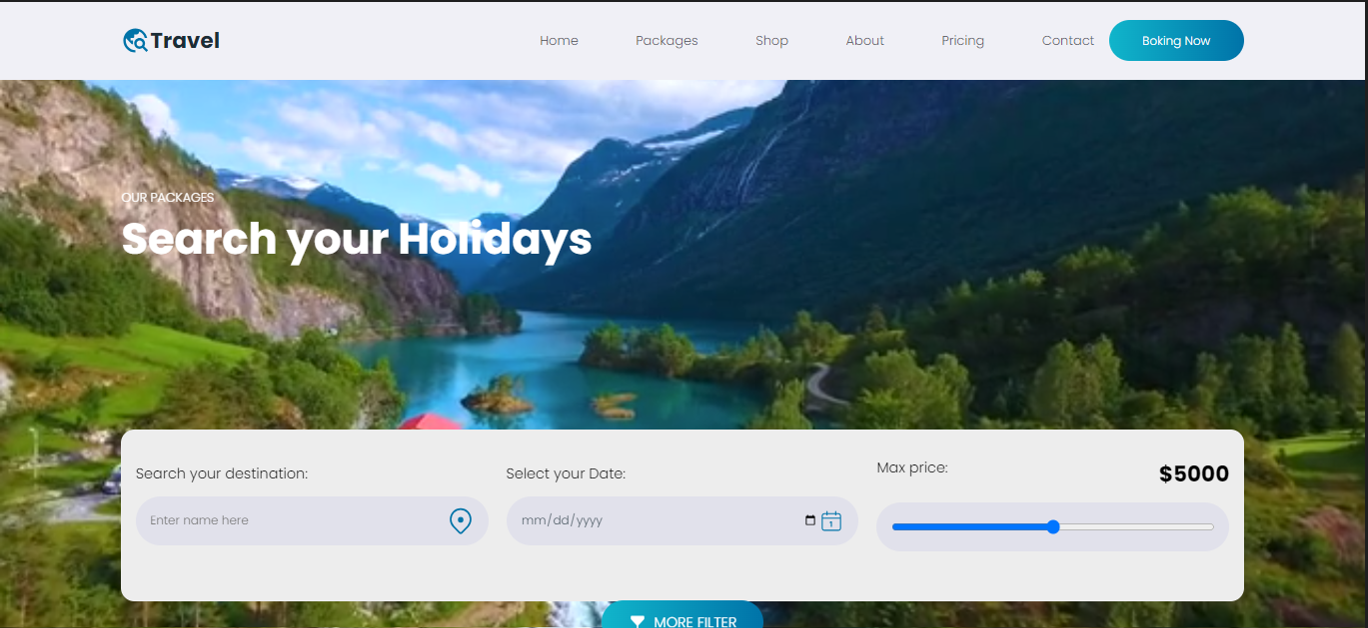 Travel
Home Packages Shop About Pricing Contact Boking Now
OUR PACKAGES
Search your Holidays
Search your destination: Select your Date: Max price: $5000
Enter name here mm/dd/yyyy 1
MORE FILTER